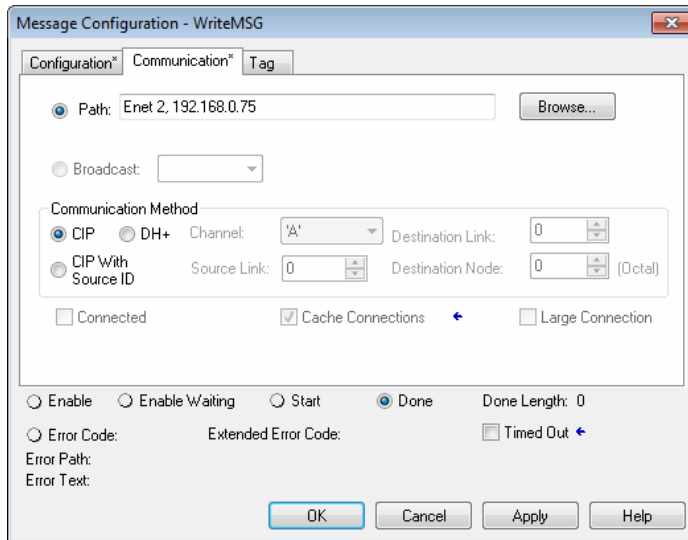 Message Configuration - WriteMSG
Configuration* Communication* Tag
Path: Enet 2, 192.168.0.75 Browse...
Broadcast:
Communication Method
CIP DH+ Channel: 'A' Destination Link: 0
CIP With Source ID Source Link: 0 Destination Node: 0 (Octal)
Connected Cache Connections Large Connection
Enable Enable Waiting Start Done Done Length: 0
Error Code: Extended Error Code: Timed Out
Error Path:
Error Text:
OK Cancel Apply Help